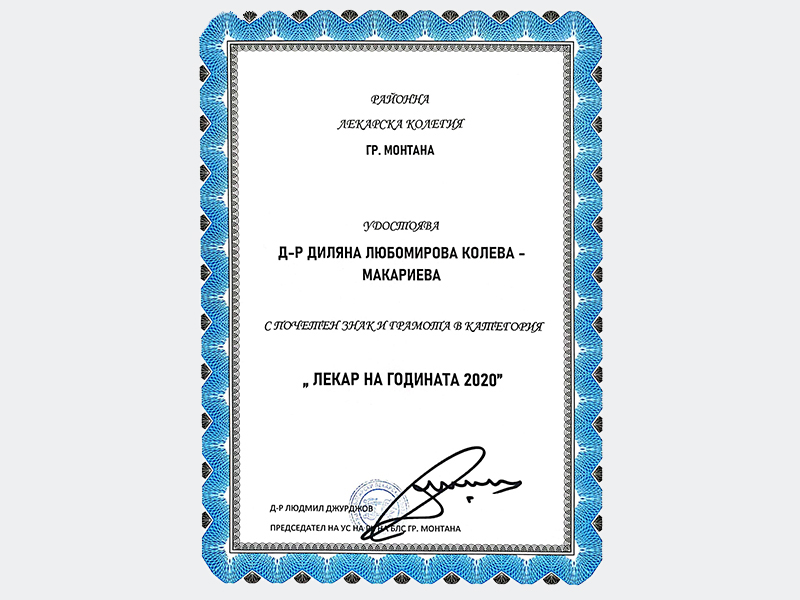 РАЙОННА
ЛЕКАРСКА КОЛЕГИЯ
ГР. МОНТАНА
УДОСТОЯВА
Д-Р ДИЛЯНА ЛЮБОМИРОВА КОЛЕВА -
МАКАРИЕВА
С ПОЧЕТЕН ЗНАК И ГРАМОТА В КАТЕГОРИЯ
„ ЛЕКАР НА ГОДИНАТА 2020”
Д-Р ЛЮДМИЛ ДЖУРДЖОВ
ПРЕДСЕДАТЕЛ НА УС НА НА БЛС ГР. МОНТАНА